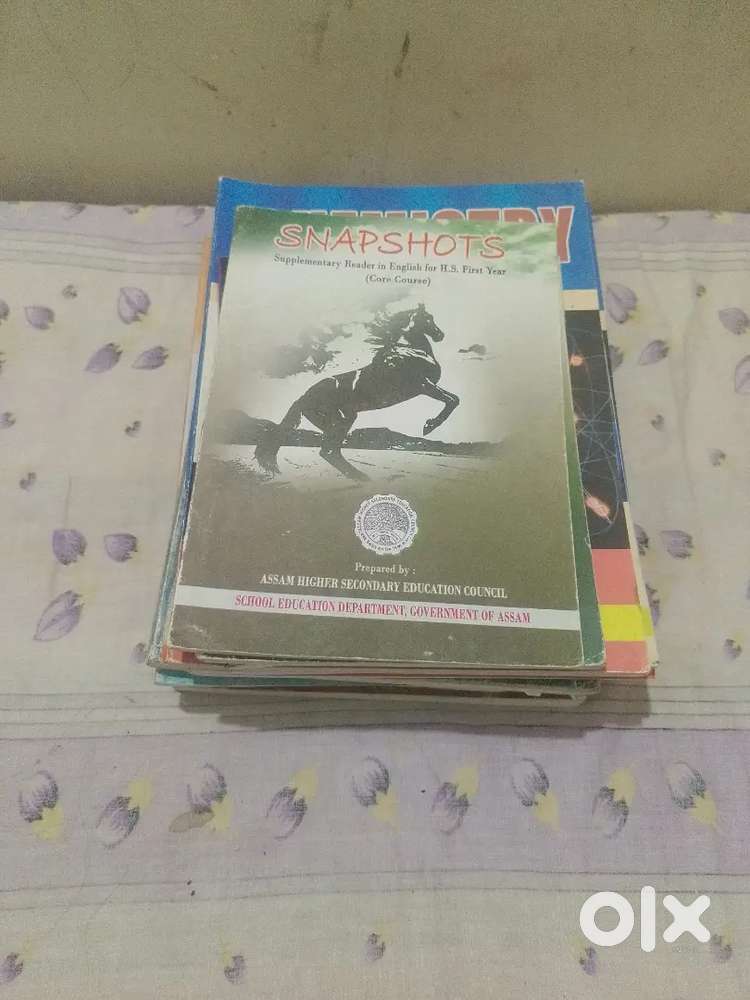 SNAPSHOTS
Supplementary Reader in English for H.S. First Year
(Core Course)
Prepared by :
ASSAM HIGHER SECONDARY EDUCATION COUNCIL
SCHOOL EDUCATION DEPARTMENT, GOVERNMENT OF ASSAM
olx